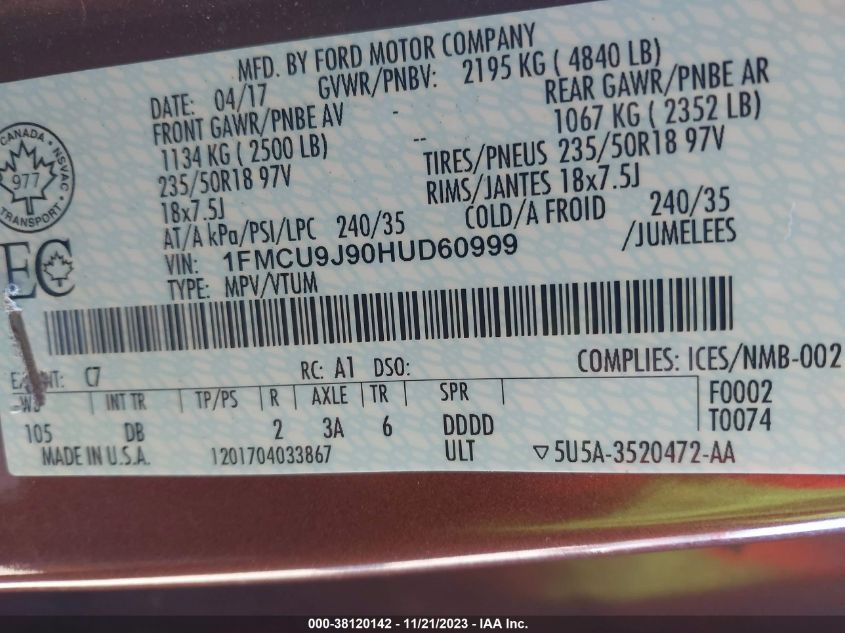 MFD. BY FORD MOTOR COMPANY
DATE: 04/17 GVWR/PNBV: 2195 KG ( 4840 LB)
FRONT GAWR/PNBE AV - REAR GAWR/PNBE AR
1134 KG ( 2500 LB) -- 1067 KG ( 2352 LB)
235/50R18 97V TIRES/PNEUS 235/50R18 97V
18x7.5J RIMS/JANTES 18x7.5J
AT/A kPa/PSI/LPC 240/35 COLD/A FROID 240/35
VIN: 1FMCU9J90HUD60999 /JUMELEES
TYPE: MPV/VTUM
CANADA
NSVAC
977
TRANSPORT
EC
EXT PNT: C7 RC: A1 DSO: COMPLIES: ICES/NMB-002
WB INT TR TP/PS R AXLE TR SPR F0002
105 DB 2 3A 6 DDDD T0074
MADE IN U.S.A. 1201704033867 ULT ▽5U5A-3520472-AA
000-38120142 - 11/21/2023 - IAA Inc.